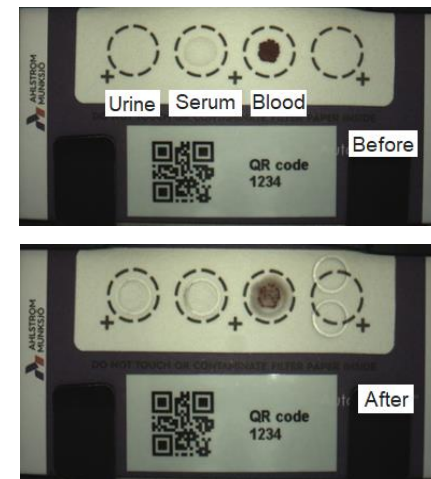 AHLSTROM
MUNKSJÖ
Urine
Serum
Blood
Before
QR code
1234
AHLSTROM
MUNKSJÖ
DO NOT TOUCH OR CONTAMINATE FILTER PAPER INSIDE
After
QR code
1234